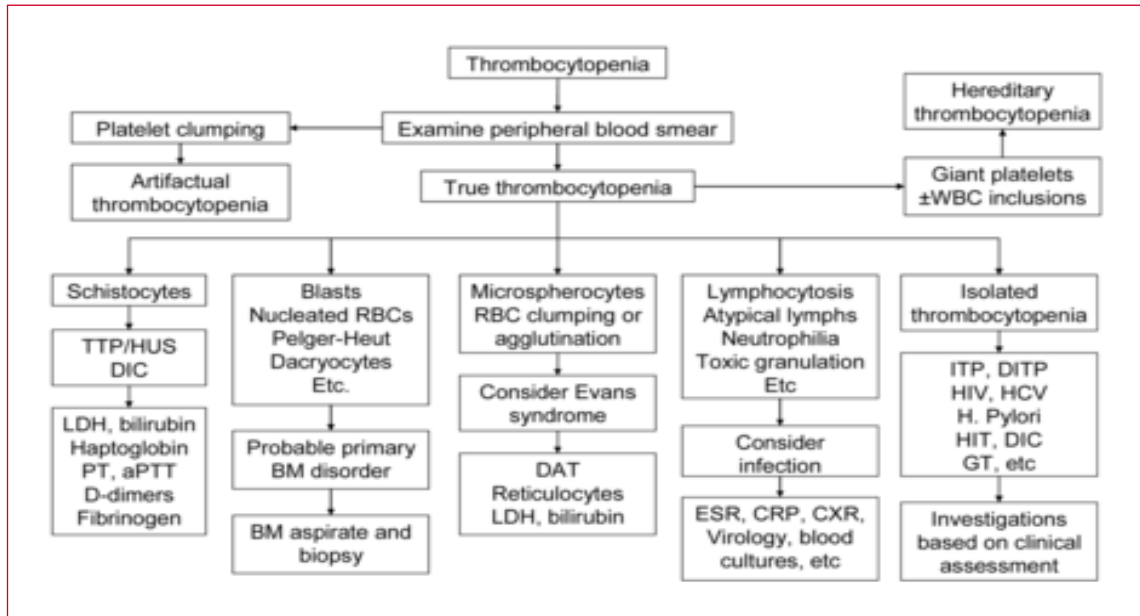 Thrombocytopenia
Hereditary
thrombocytopenia
Platelet clumping
Examine peripheral blood smear
Artifactual
thrombocytopenia
True thrombocytopenia
Giant platelets
±WBC inclusions
Schistocytes
TTP/HUS
DIC
LDH, bilirubin
Haptoglobin
PT, aPTT
D-dimers
Fibrinogen
Blasts
Nucleated RBCs
Pelger-Heut
Dacryocytes
Etc.
Probable primary
BM disorder
BM aspirate and
biopsy
Microspherocytes
RBC clumping or
agglutination
Consider Evans
syndrome
DAT
Reticulocytes
LDH, bilirubin
Lymphocytosis
Atypical lymphs
Neutrophilia
Toxic granulation
Etc
Consider
infection
ESR, CRP, CXR,
Virology, blood
cultures, etc
Isolated
thrombocytopenia
ITP, DITP
HIV, HCV
H. Pylori
HIT, DIC
GT, etc
Investigations
based on clinical
assessment